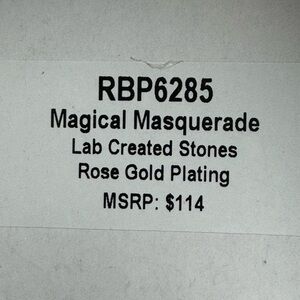 RBP6285
Magical Masquerade
Lab Created Stones
Rose Gold Plating
MSRP: $114